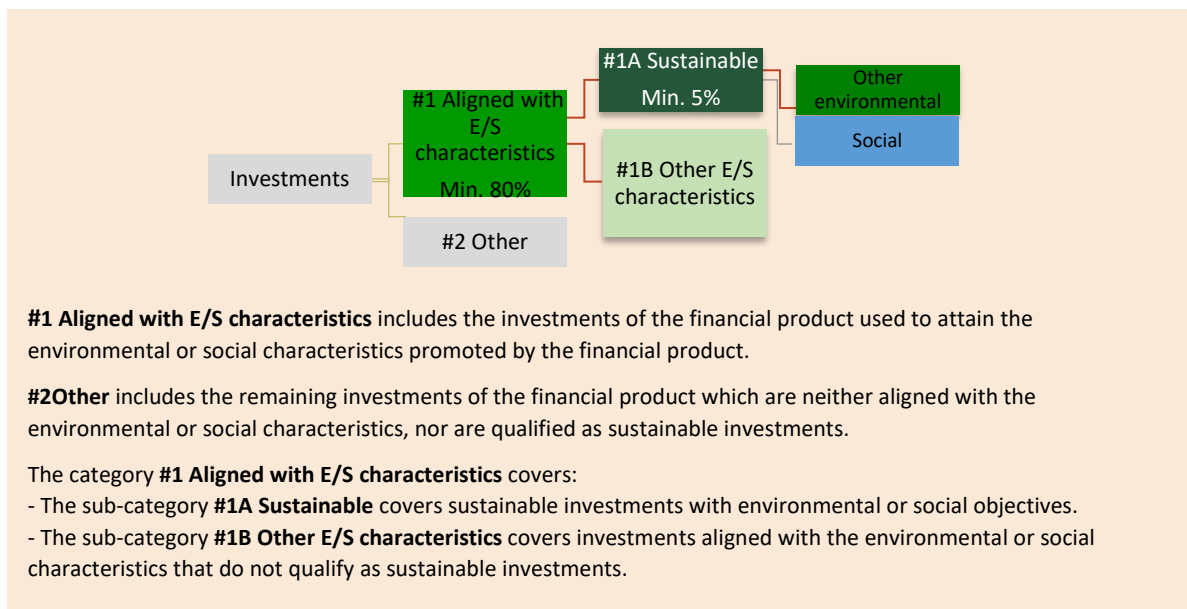 #1A Sustainable
Min. 5%
Other
environmental
#1 Aligned with
E/S
characteristics
Min. 80%
Social
Investments
#1B Other E/S
characteristics
#2 Other
#1 Aligned with E/S characteristics includes the investments of the financial product used to attain the
environmental or social characteristics promoted by the financial product.
#2Other includes the remaining investments of the financial product which are neither aligned with the
environmental or social characteristics, nor are qualified as sustainable investments.
The category #1 Aligned with E/S characteristics covers:
- The sub-category #1A Sustainable covers sustainable investments with environmental or social objectives.
- The sub-category #1B Other E/S characteristics covers investments aligned with the environmental or social
characteristics that do not qualify as sustainable investments.